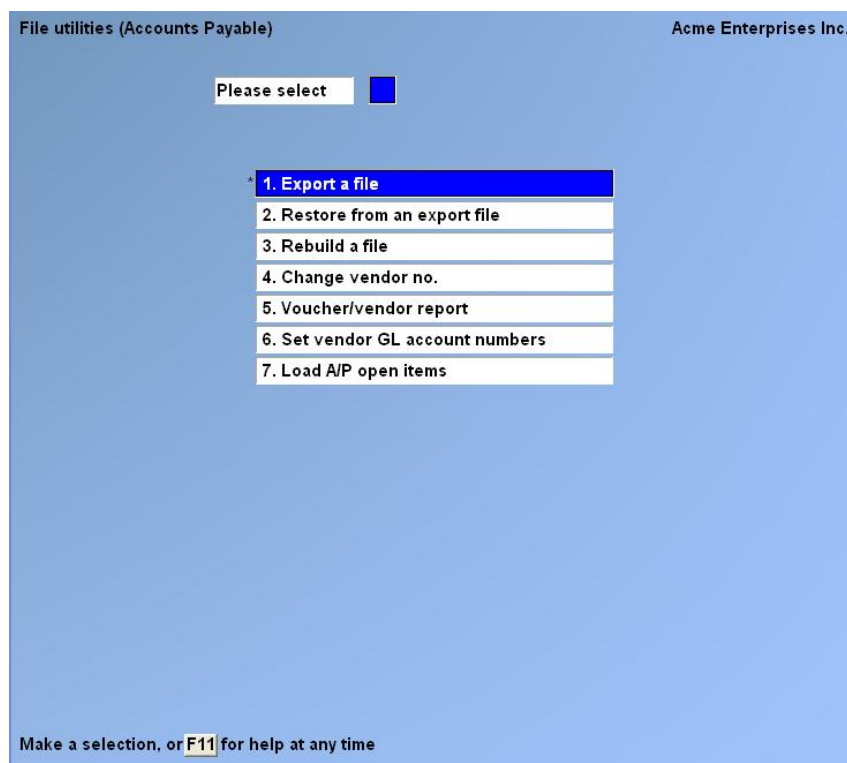 File utilities (Accounts Payable) Acme Enterprises Inc.
Please select
* 1. Export a file
2. Restore from an export file
3. Rebuild a file
4. Change vendor no.
5. Voucher/vendor report
6. Set vendor GL account numbers
7. Load A/P open items
Make a selection, or F11 for help at any time